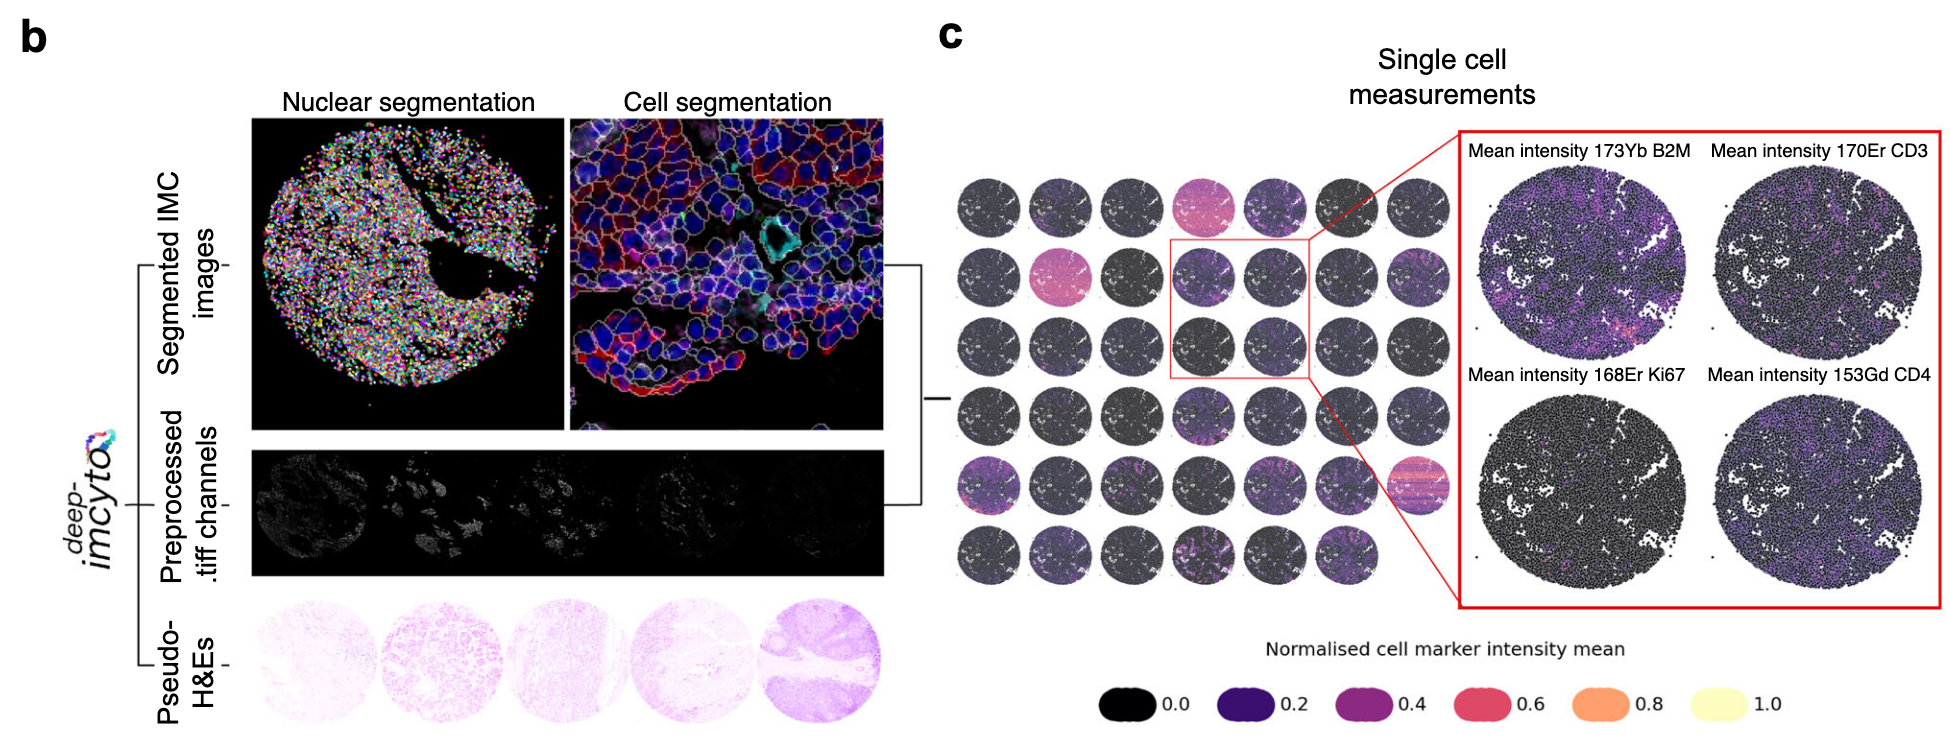 b
Nuclear segmentation
Cell segmentation
Segmented IMC
images
Preprocessed
.tiff channels
Pseudo-
H&Es
deep-
imcyto
c
Single cell
measurements
Mean intensity 173Yb B2M
Mean intensity 170Er CD3
Mean intensity 168Er Ki67
Mean intensity 153Gd CD4
Normalised cell marker intensity mean
0.0
0.2
0.4
0.6
0.8
1.0